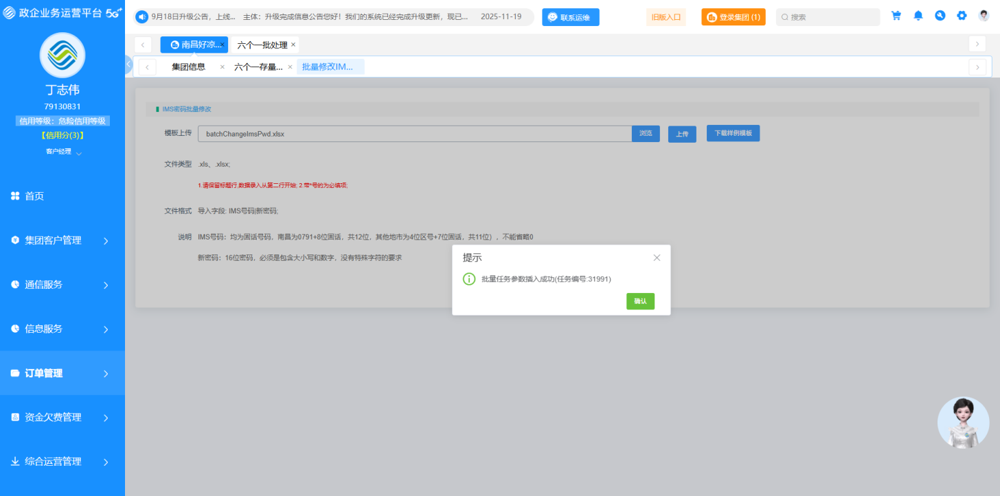 政企业务运营平台 5G+
9月18日升级公告，上线... 主体：升级完成信息公告您好！我们的系统已经完成升级更新，现已... 2025-11-19
联系运维
旧版入口
登录集团 (1)
搜索
丁志伟
79130831
信用等级：危险信用等级
【信用分(3)】
客户经理
首页
集团客户管理
通信服务
信息服务
订单管理
资金欠费管理
综合运营管理
南昌好凉... ×
六个一批处理 ×
集团信息 ×
六个一存量... ×
批量修改IM...
IMS密码批量修改
模板上传 batchChangeImsPwd.xlsx 浏览 上传 下载样例模板
文件类型 .xls、.xlsx;
1.请保留标题行,数据录入从第二行开始; 2.带*号的为必填项;
文件格式 导入字段: IMS号码|新密码;
说明 IMS号码：均为固话号码，南昌为0791+8位固话，共12位，其他地市为4位区号+7位固话，共11位），不能省略0
新密码：16位密码，必须是包含大小写和数字，没有特殊字符的要求
提示
批量任务参数插入成功(任务编号:31991)
确认